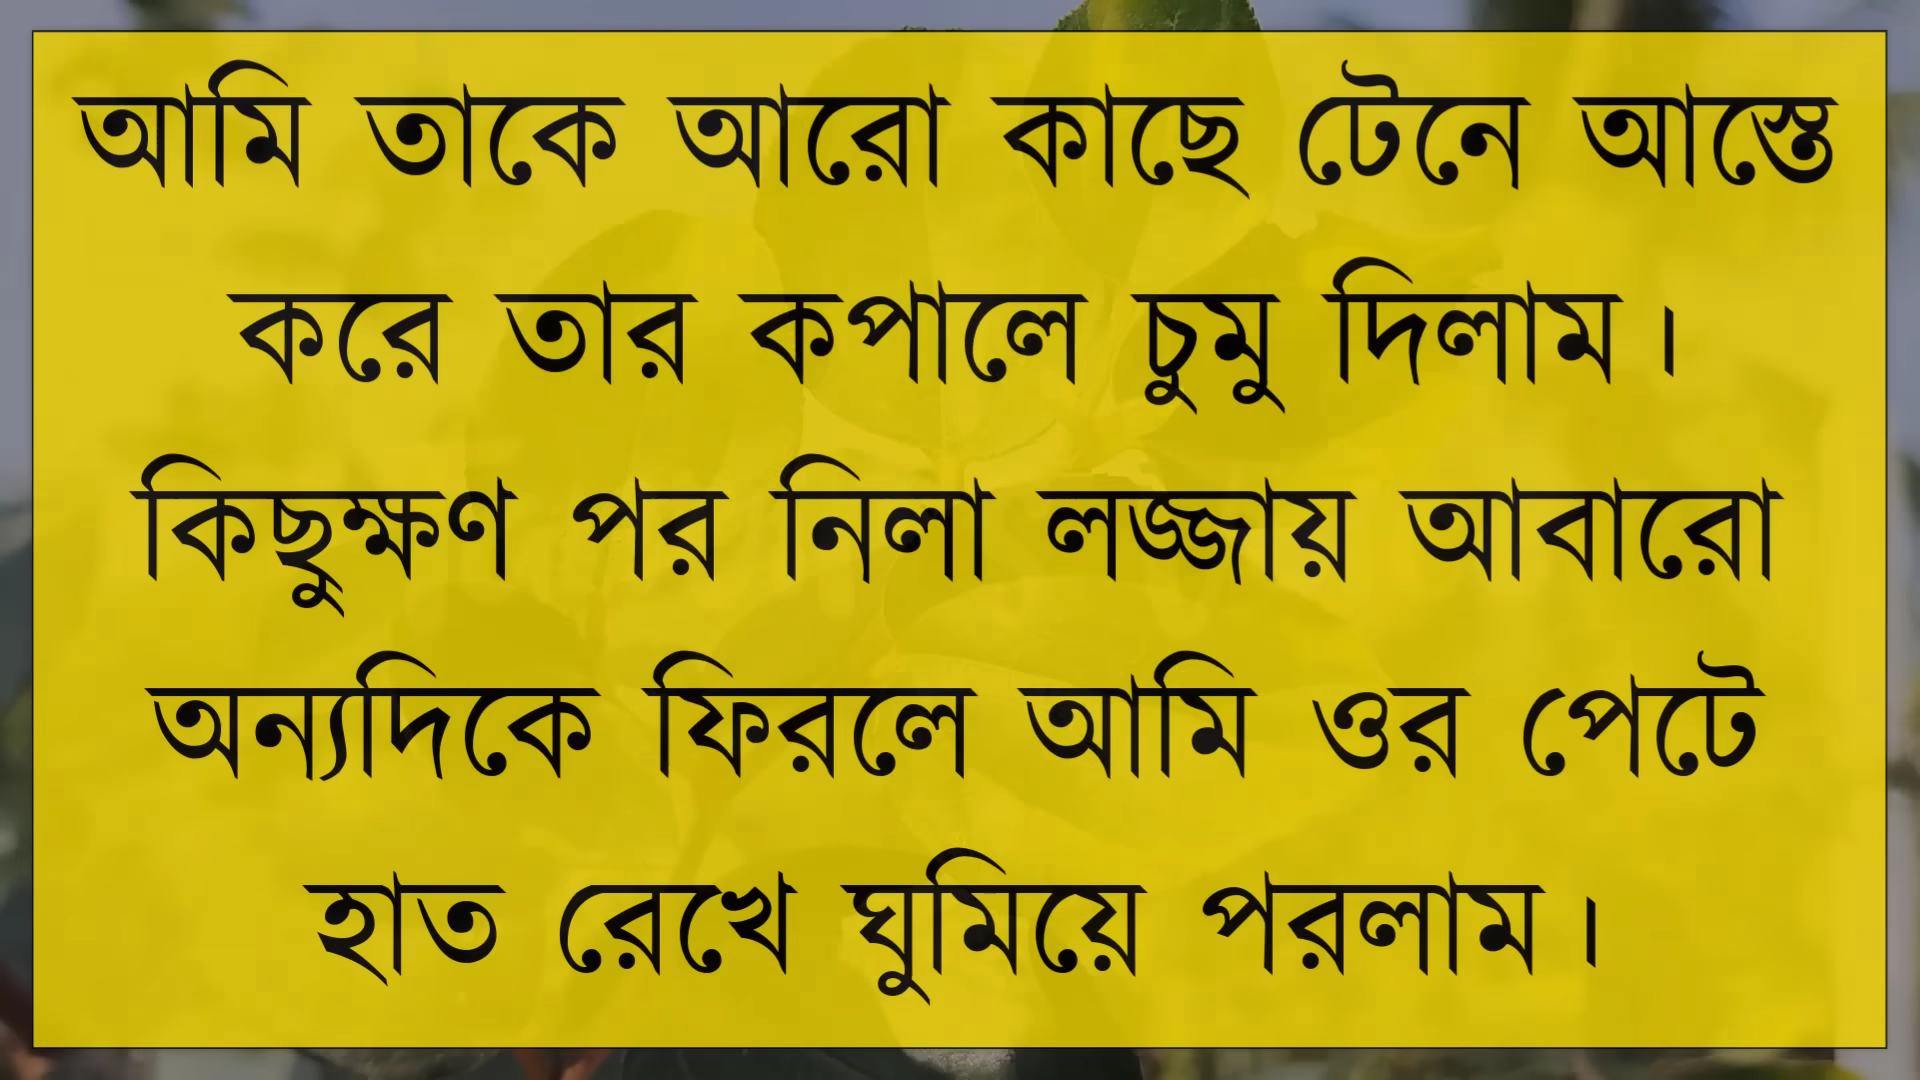 আমি তাকে আরো কাছে টেনে আস্তে
করে তার কপালে চুমু দিলাম।
কিছুক্ষণ পর নিলা লজ্জায় আবারো
অন্যদিকে ফিরলে আমি ওর পেটে
হাত রেখে ঘুমিয়ে পরলাম।